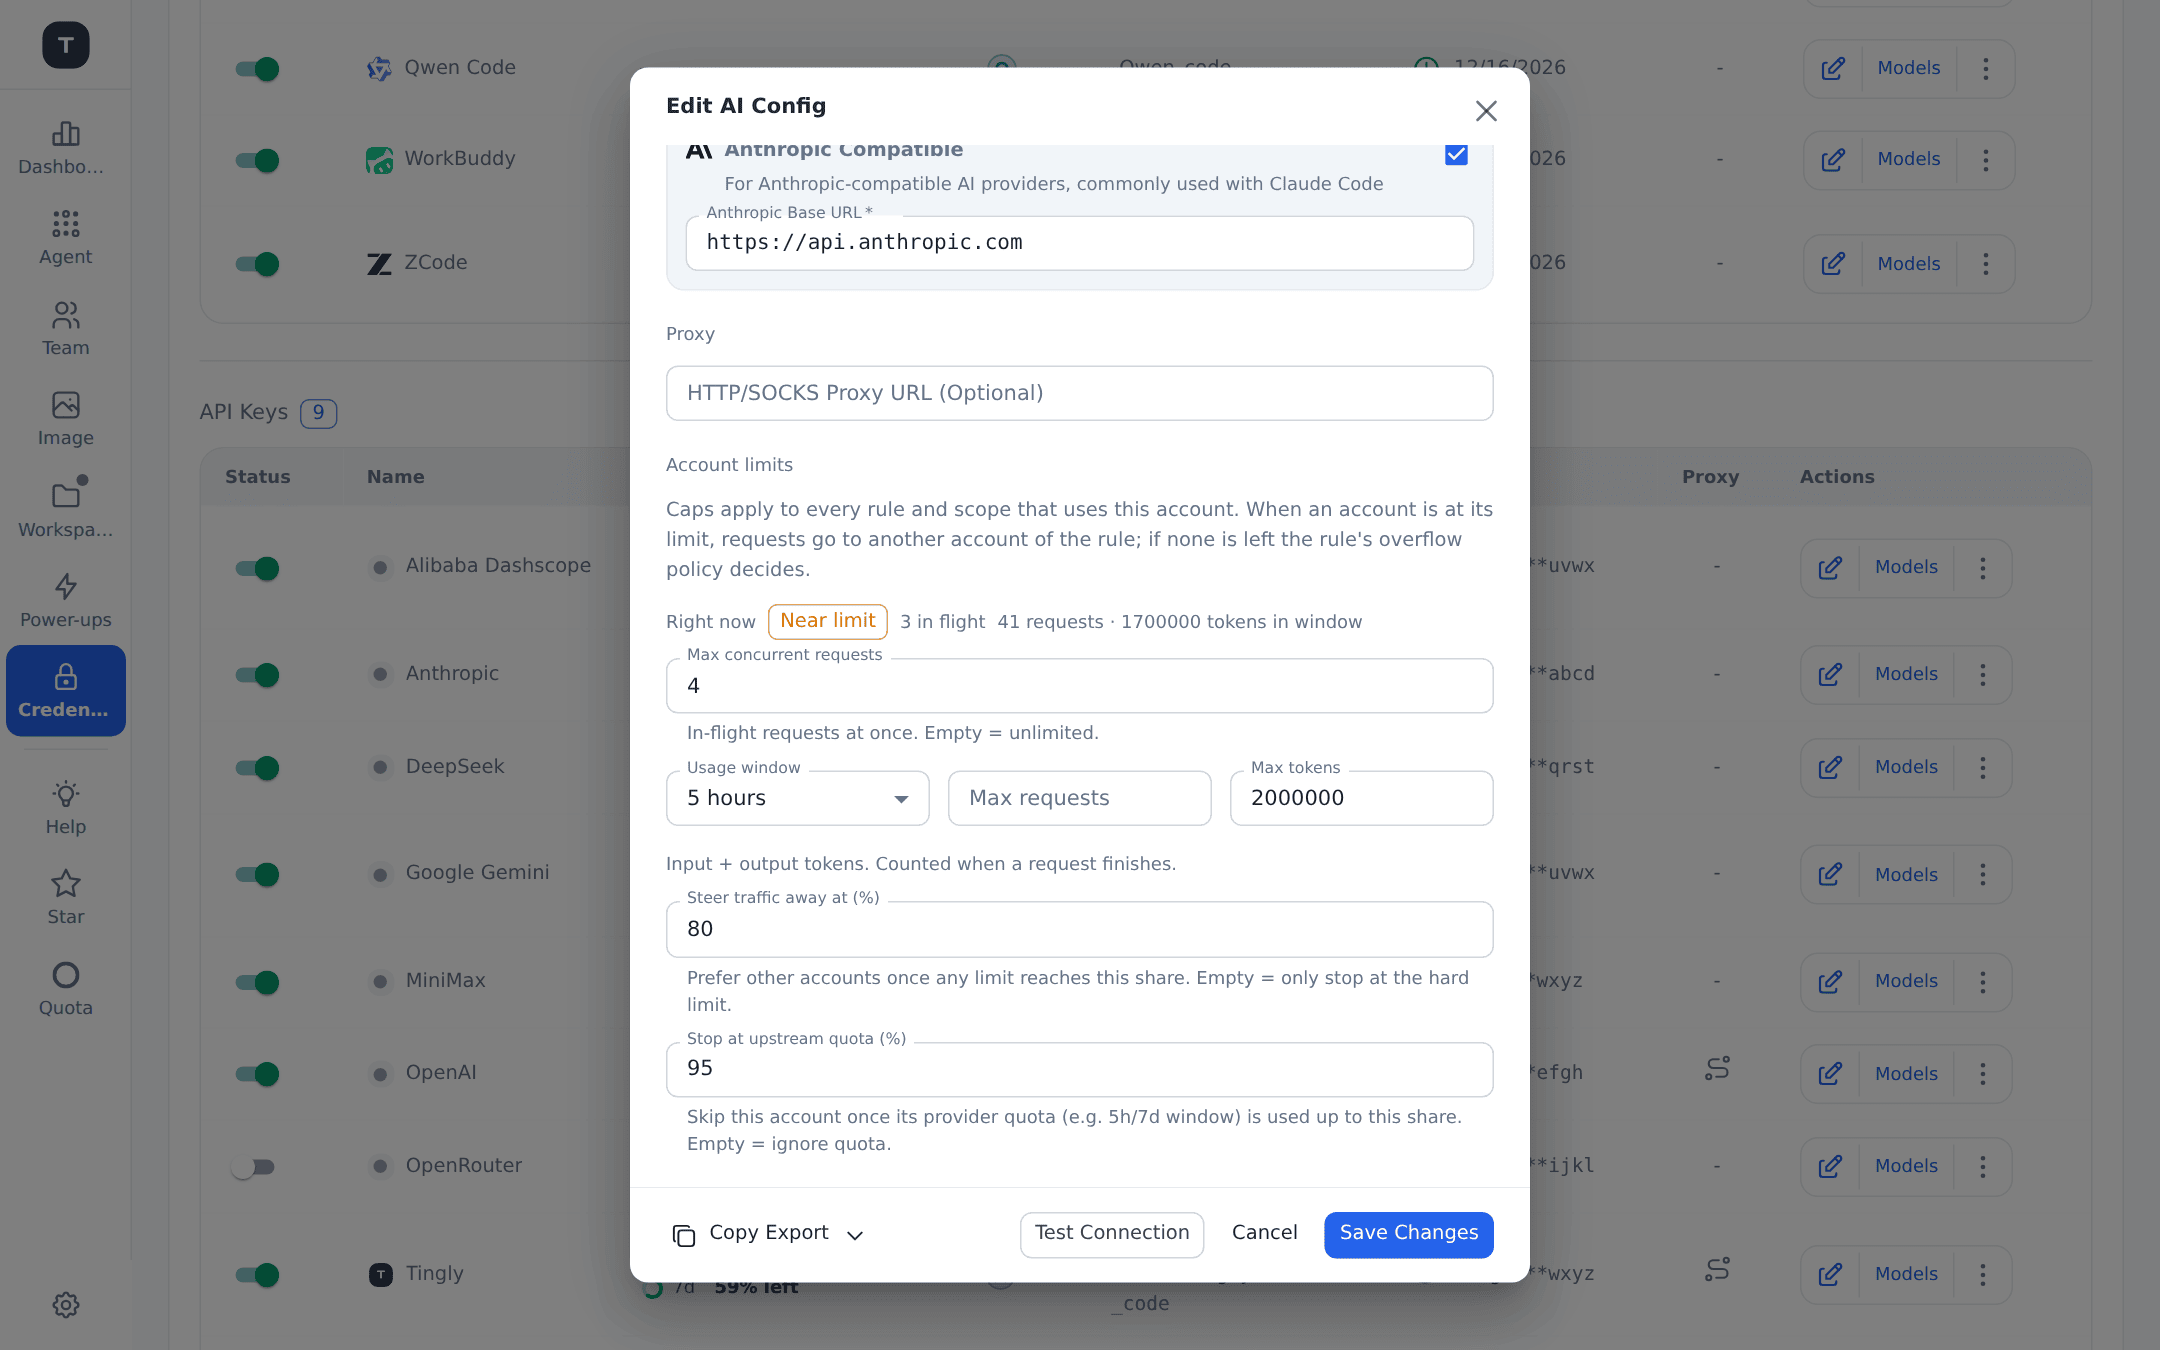 T
Dashbo...
Agent
Team
Image
Workspa...
Power-ups
Creden...
Help
Star
Quota
Qwen Code
Qwen_code
12/16/2026
-
Models
WorkBuddy
026
-
Models
ZCode
026
-
Models
API Keys 9
Status
Name
Proxy
Actions
Alibaba Dashscope
**uvwx
-
Models
Anthropic
**abcd
-
Models
DeepSeek
**qrst
-
Models
Google Gemini
**uvwx
-
Models
MiniMax
*wxyz
-
Models
OpenAI
*efgh
Models
OpenRouter
**ijkl
-
Models
T
Tingly
7d 59% left
_code
**wxyz
Models
Edit AI Config
Anthropic Compatible
For Anthropic-compatible AI providers, commonly used with Claude Code
Anthropic Base URL *
https://api.anthropic.com
Proxy
HTTP/SOCKS Proxy URL (Optional)
Account limits
Caps apply to every rule and scope that uses this account. When an account is at its
limit, requests go to another account of the rule; if none is left the rule's overflow
policy decides.
Right now Near limit 3 in flight 41 requests · 1700000 tokens in window
Max concurrent requests
4
In-flight requests at once. Empty = unlimited.
Usage window
5 hours
Max requests
Max tokens
2000000
Input + output tokens. Counted when a request finishes.
Steer traffic away at (%)
80
Prefer other accounts once any limit reaches this share. Empty = only stop at the hard
limit.
Stop at upstream quota (%)
95
Skip this account once its provider quota (e.g. 5h/7d window) is used up to this share.
Empty = ignore quota.
Copy Export
Test Connection
Cancel
Save Changes